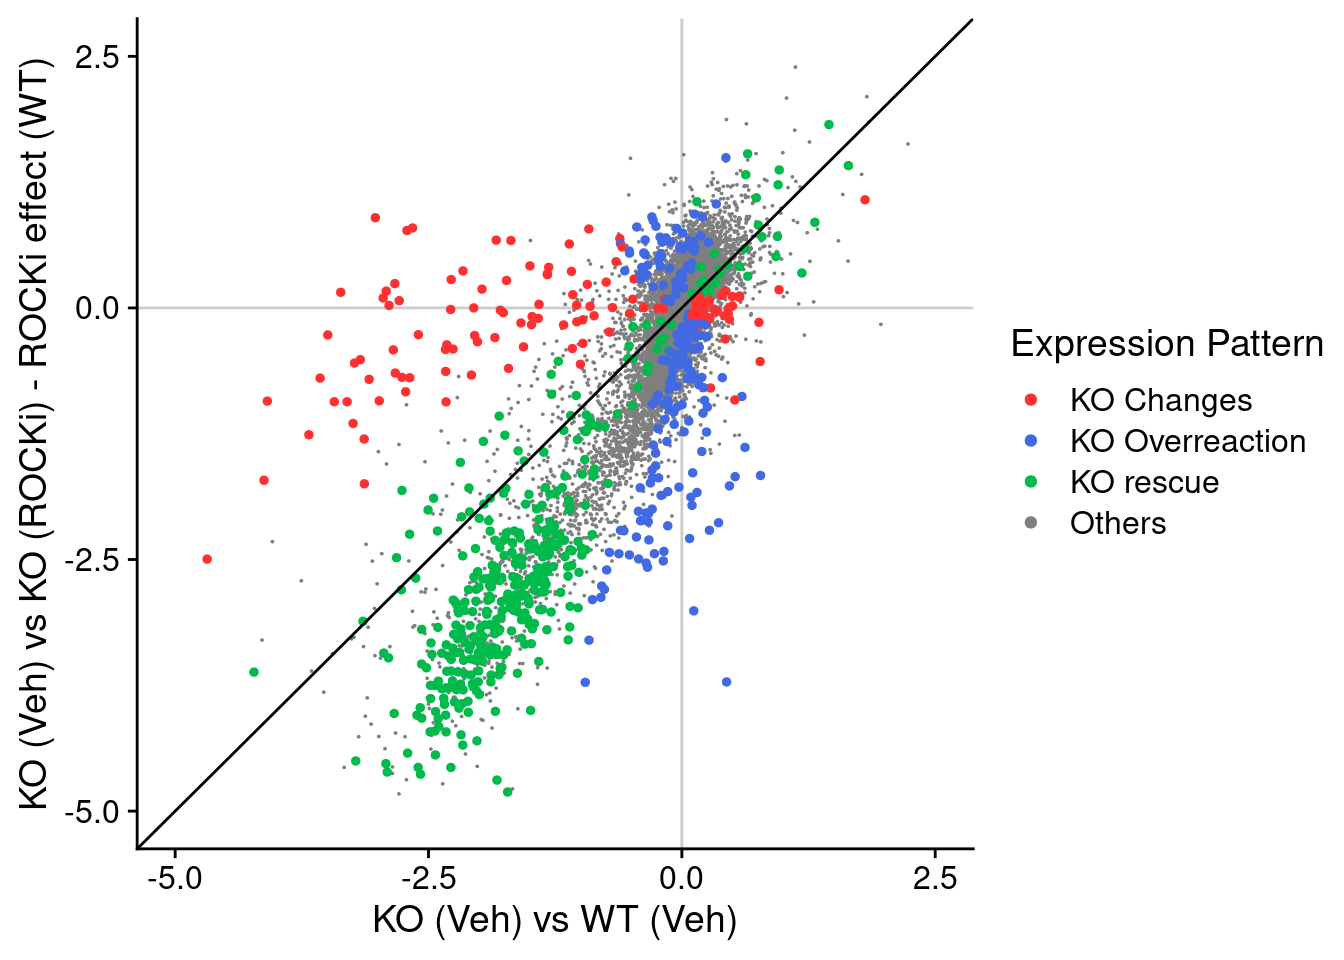 KO (Veh) vs KO (ROCKi) - ROCKi effect (WT)
2.5
0.0
-2.5
-5.0
-5.0
-2.5
0.0
2.5
KO (Veh) vs WT (Veh)
Expression Pattern
KO Changes
KO Overreaction
KO rescue
Others